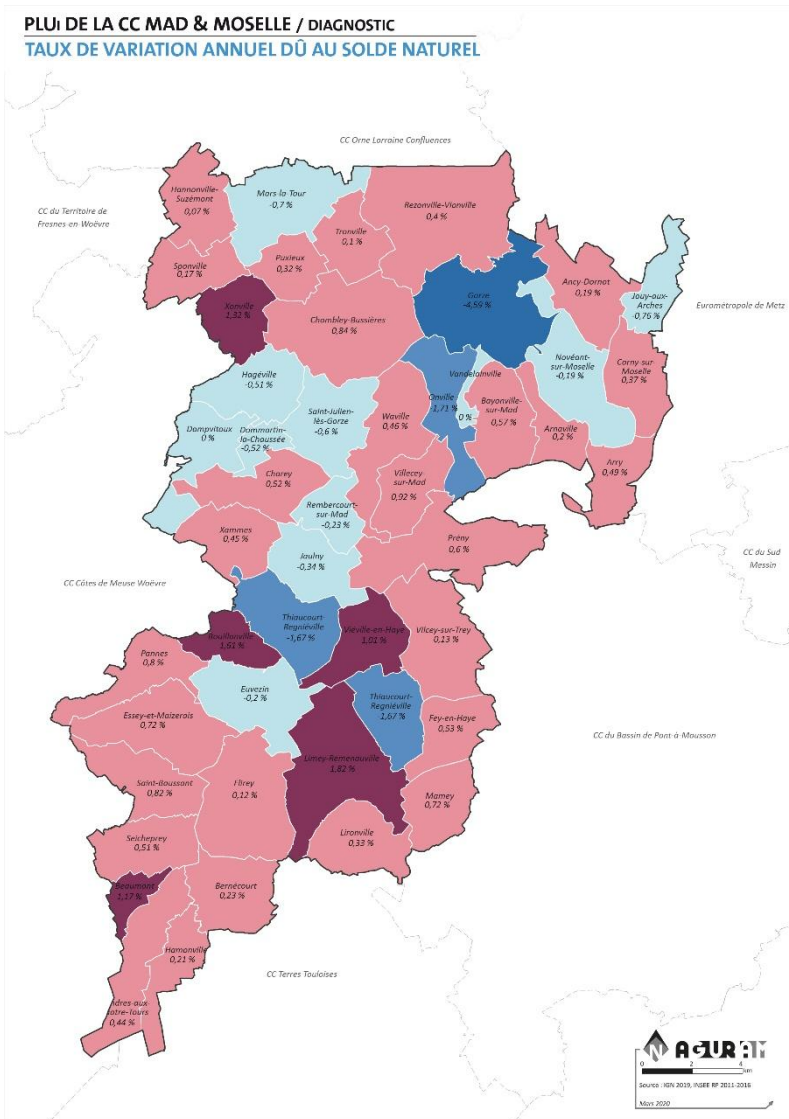 PLUi DE LA CC MAD & MOSELLE / DIAGNOSTIC
TAUX DE VARIATION ANNUEL DÛ AU SOLDE NATUREL
CC Orne Lorraine Confluences
CC du Territoire de
Fresnes-en-Woëvre
Hannonville-
Suzémont
0,07 %
Mars-la-Tour
-0,7 %
Rezonville-Vionville
0,4 %
Tronville
0,1 %
Puxieux
0,32 %
Sponville
0,17 %
Xonville
1,32 %
Chambley-Bussières
0,84 %
Gorze
-4,59 %
Ancy-Dornot
0,19 %
Jouy-aux-
Arches
-0,76 %
Eurométropole de Metz
Novéant-
sur-Moselle
-0,19 %
Corny-sur-
Moselle
0,37 %
Hagéville
-0,51 %
Vandelainville
0 %
Onville
-1,71 %
Bayonville-
sur-Mad
0,57 %
Arnaville
0,2 %
Arry
0,49 %
Saint-Julien-
lès-Gorze
-0,6 %
Waville
0,46 %
Dampvitoux
0 %
Dommartin-
la-Chaussée
-0,52 %
Charey
0,52 %
Villecey-
sur-Mad
0,92 %
Rembercourt-
sur-Mad
-0,23 %
Xammes
0,45 %
Jaulny
-0,34 %
Prény
0,6 %
CC du Sud
Messin
CC Côtes de Meuse Woëvre
Thiaucourt-
Regniéville
-1,67 %
Bouillonville
1,61 %
Viéville-en-Haye
1,01 %
Vilcey-sur-Trey
0,13 %
Pannes
0,8 %
Euvezin
-0,2 %
Thiaucourt-
Regniéville
1,67 %
Essey-et-Maizerais
0,72 %
Fey-en-Haye
0,53 %
CC du Bassin de Pont-à-Mousson
Limey-Remenauville
1,82 %
Saint-Baussant
0,82 %
Flirey
0,12 %
Mamey
0,72 %
Lironville
0,33 %
Seicheprey
0,51 %
Beaumont
1,17 %
Bernécourt
0,23 %
Hamonville
0,21 %
CC Terres Touloises
ndres-aux-
otre-Tours
0,44 %
N AGURAM
0 2 4
km
Source : IGN 2019, INSEE RP 2011-2016
Mars 2020